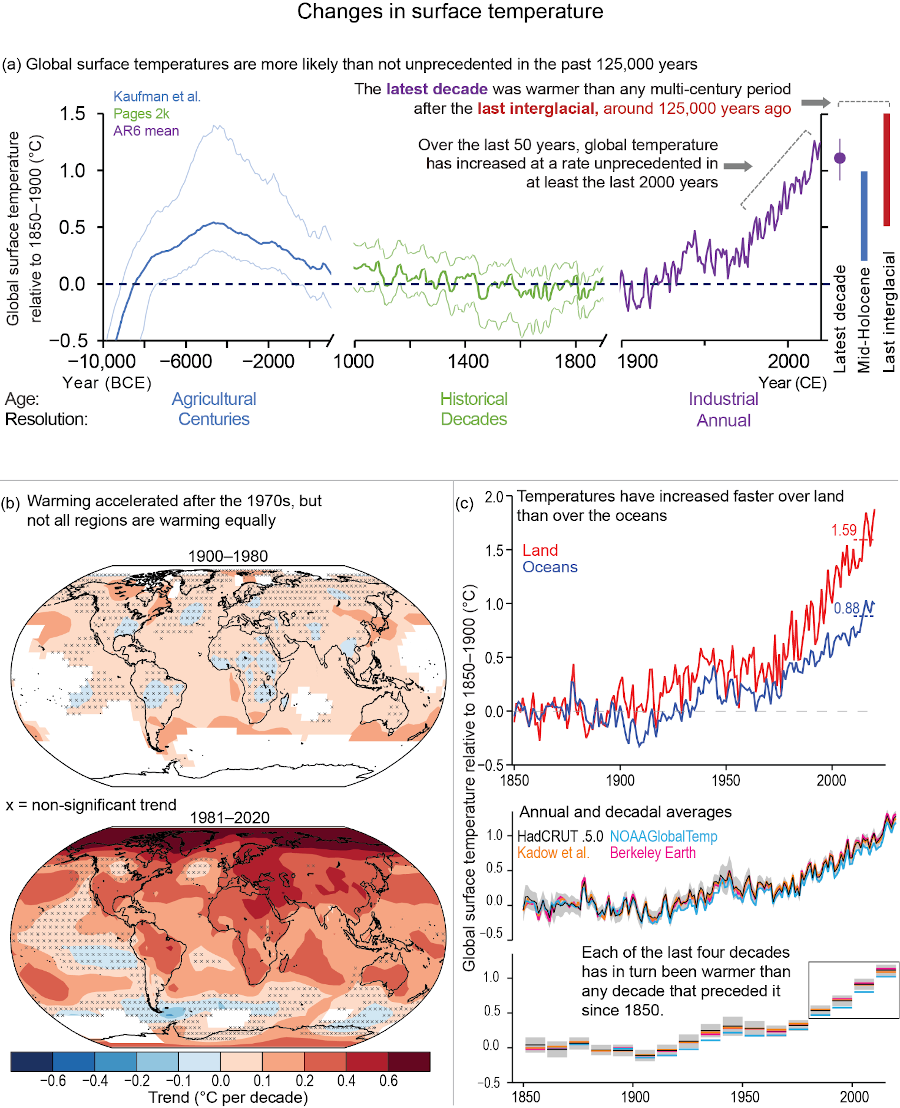 Changes in surface temperature
(a) Global surface temperatures are more likely than not unprecedented in the past 125,000 years
Global surface temperature
relative to 1850–1900 (°C)
1.5
1.0
0.5
0.0
−0.5
Kaufman et al.
Pages 2k
AR6 mean
The latest decade was warmer than any multi-century period
after the last interglacial, around 125,000 years ago
Over the last 50 years, global temperature
has increased at a rate unprecedented in
at least the last 2000 years
−10,000
−6000
−2000
1000
1400
1800
1900
2000
Year (BCE)
Year (CE)
Latest decade
Mid-Holocene
Last interglacial
Age:
Agricultural
Historical
Industrial
Resolution:
Centuries
Decades
Annual
(b) Warming accelerated after the 1970s, but
not all regions are warming equally
1900–1980
x = non-significant trend
1981–2020
−0.6
−0.4
−0.2
−0.1
0.0
0.1
0.2
0.4
0.6
Trend (°C per decade)
(c)
Temperatures have increased faster over land
than over the oceans
Global surface temperature relative to 1850–1900 (°C)
2.0
1.5
1.0
0.5
0.0
−0.5
Land
Oceans
1.59
0.88
1850
1900
1950
2000
Annual and decadal averages
HadCRUT .5.0
NOAAGlobalTemp
Kadow et al.
Berkeley Earth
1.0
0.5
0.0
−0.5
1850
1900
1950
2000
Each of the last four decades
has in turn been warmer than
any decade that preceded it
since 1850.
1.0
0.5
0.0
−0.5
1850
1900
1950
2000